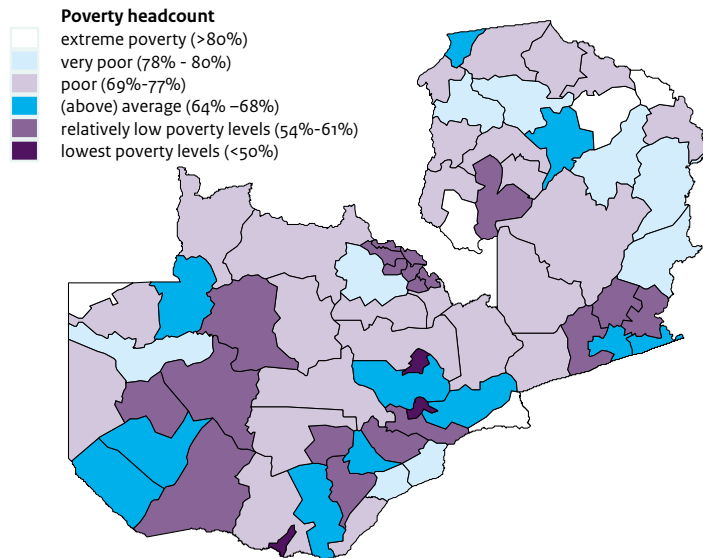 Poverty headcount
extreme poverty (>80%)
very poor (78% - 80%)
poor (69%-77%)
(above) average (64% –68%)
relatively low poverty levels (54%-61%)
lowest poverty levels (<50%)